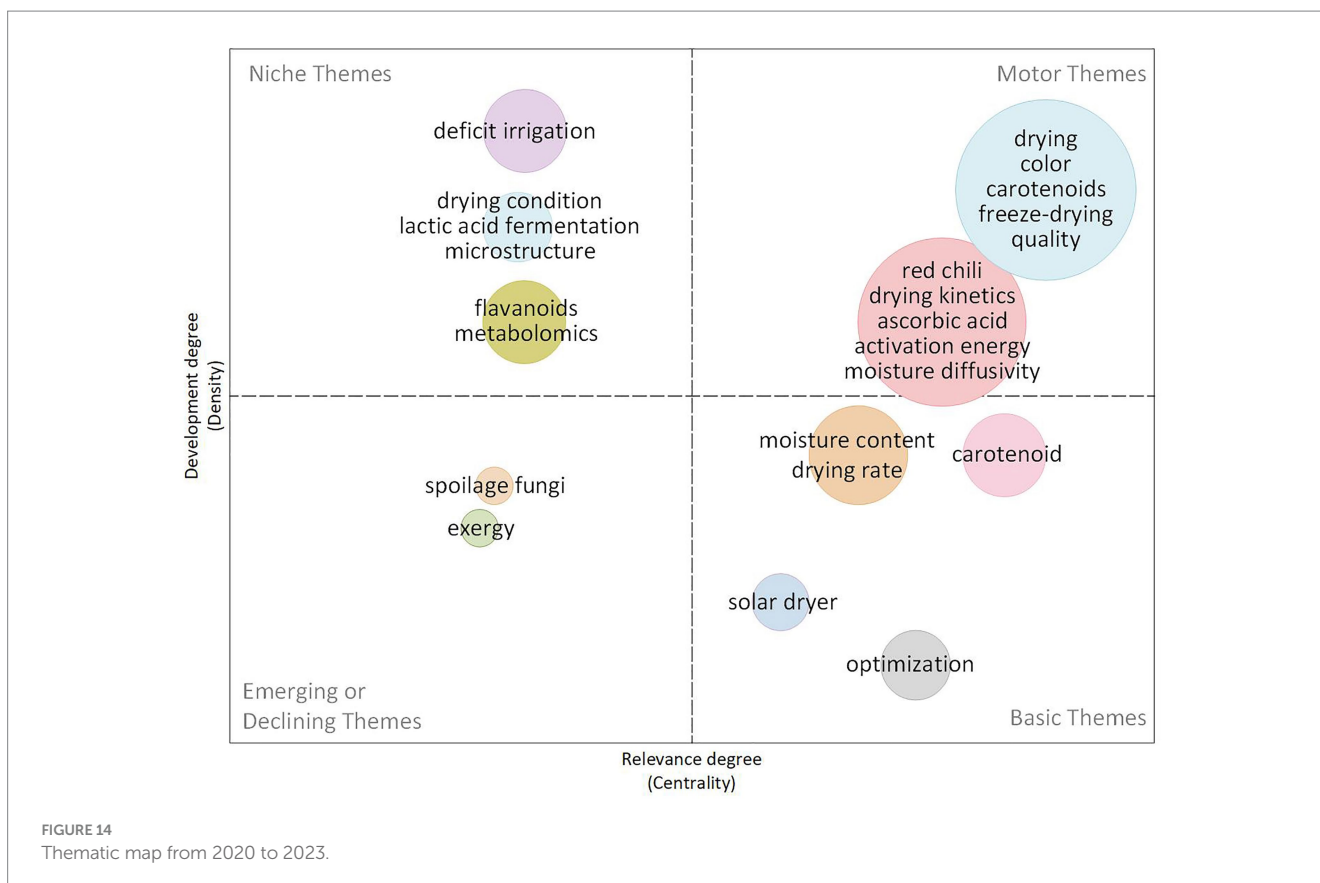 Niche Themes
Motor Themes
deficit irrigation
drying condition
lactic acid fermentation
microstructure
flavanoids
metabolomics
drying
color
carotenoids
freeze-drying
quality
red chili
drying kinetics
ascorbic acid
activation energy
moisture diffusivity
Development degree
(Density)
spoilage fungi
exergy
moisture content
drying rate
carotenoid
solar dryer
optimization
Emerging or
Declining Themes
Basic Themes
Relevance degree
(Centrality)
FIGURE 14
Thematic map from 2020 to 2023.